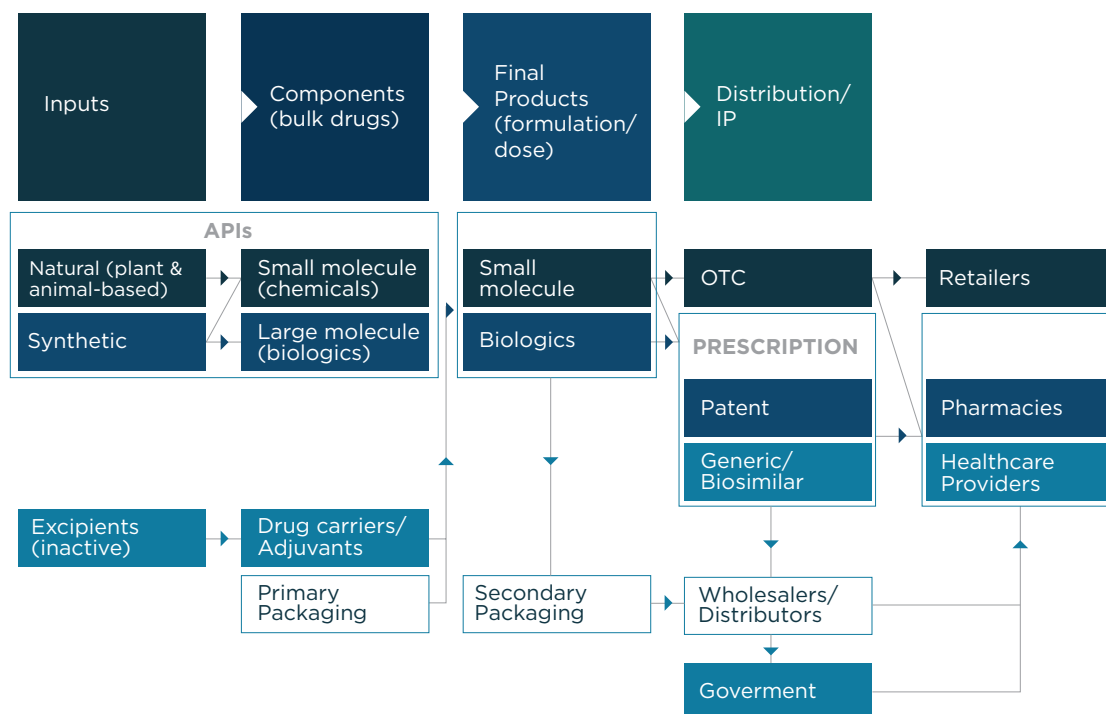 Inputs
Components
(bulk drugs)
Final
Products
(formulation/
dose)
Distribution/
IP
APIs
Natural (plant &
animal-based)
Small molecule
(chemicals)
Small
molecule
OTC
Retailers
Synthetic
Large molecule
(biologics)
Biologics
PRESCRIPTION
Patent
Pharmacies
Generic/
Biosimilar
Healthcare
Providers
Excipients
(inactive)
Drug carriers/
Adjuvants
Primary
Packaging
Secondary
Packaging
Wholesalers/
Distributors
Goverment